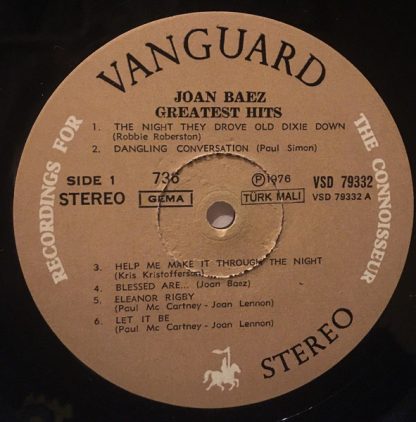 VANGUARD
RECORDINGS FOR THE CONNOISSEUR
JOAN BAEZ
GREATEST HITS
1. THE NIGHT THEY DROVE OLD DIXIE DOWN
(Robbie Roberston)
2. DANGLING CONVERSATION (Paul Simon)
SIDE 1 736 Ⓟ1976 VSD 79332
STEREO GEMA TÜRK MALI VSD 79332 A
3. HELP ME MAKE IT THROUGH THE NIGHT
(Kris Kristofferson)
4. BLESSED ARE... (Joan Baez)
5. ELEANOR RIGBY
(Paul Mc Cartney - Joan Lennon)
6. LET IT BE
(Paul Mc Cartney - Joan Lennon)
STEREO